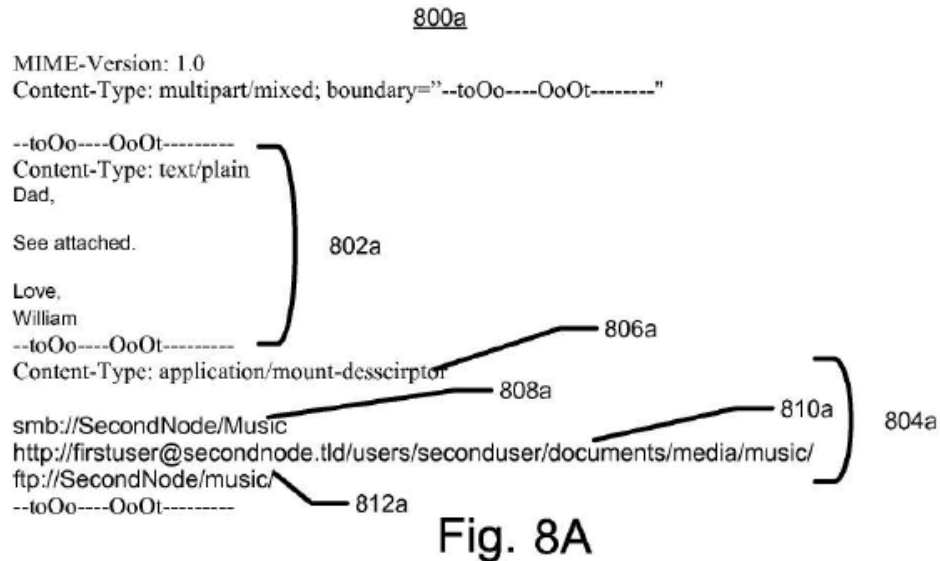 800a
MIME-Version: 1.0
Content-Type: multipart/mixed; boundary=”--toOo----OoOt--------"
--toOo----OoOt---------
Content-Type: text/plain
Dad,
See attached.
802a
Love,
William
--toOo----OoOt---------
806a
Content-Type: application/mount-desscirptor
808a
smb://SecondNode/Music
810a
804a
http://firstuser@secondnode.tld/users/seconduser/documents/media/music/
ftp://SecondNode/music/
--toOo----OoOt---------
812a
Fig. 8A